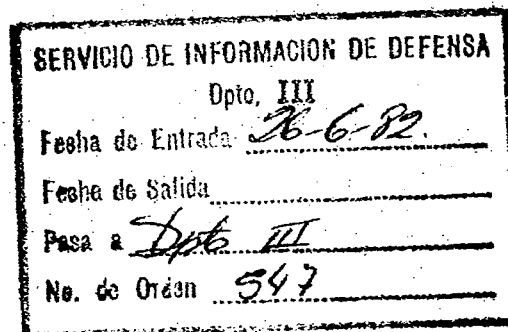 SERVICIO DE INFORMACION DE DEFENSA
Dpto, III
Fecha de Entrada 26-6-82.
Fecha de Salida
Pasa a Dpto III
No. de Orden 547